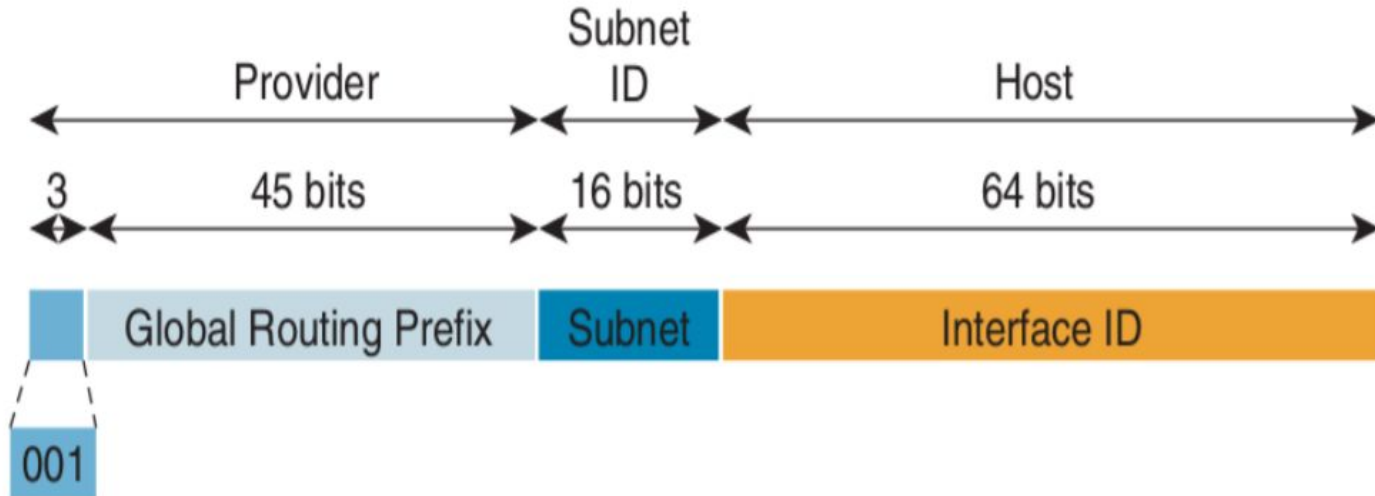 Subnet
Provider ID Host
3 45 bits 16 bits 64 bits
Global Routing Prefix Subnet Interface ID
001